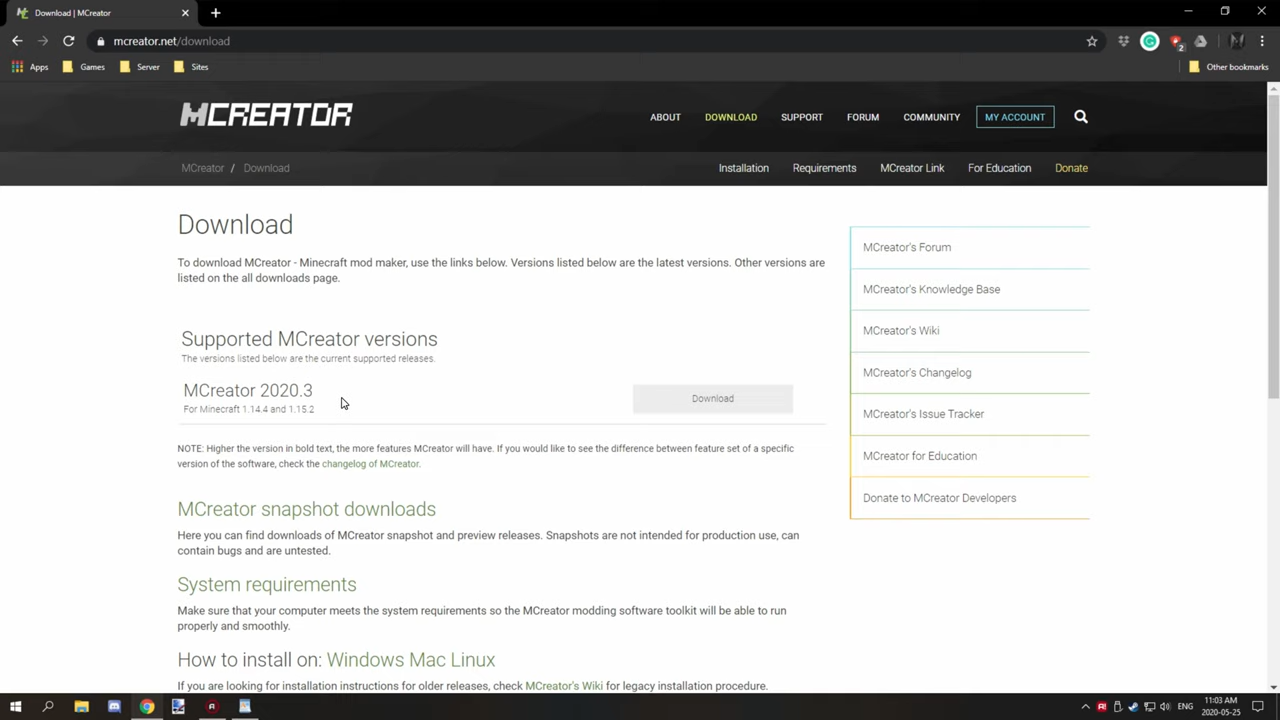 Download | MCreator
mcreator.net/download
2
Apps
Games
Server
Sites
Other bookmarks
MCREATOR
ABOUT
DOWNLOAD
SUPPORT
FORUM
COMMUNITY
MY ACCOUNT
MCreator / Download
Installation
Requirements
MCreator Link
For Education
Donate
Download
To download MCreator - Minecraft mod maker, use the links below. Versions listed below are the latest versions. Other versions are
listed on the all downloads page.
Supported MCreator versions
The versions listed below are the current supported releases.
MCreator 2020.3
For Minecraft 1.14.4 and 1.15.2
Download
NOTE: Higher the version in bold text, the more features MCreator will have. If you would like to see the difference between feature set of a specific
version of the software, check the changelog of MCreator.
MCreator snapshot downloads
Here you can find downloads of MCreator snapshot and preview releases. Snapshots are not intended for production use, can
contain bugs and are untested.
System requirements
Make sure that your computer meets the system requirements so the MCreator modding software toolkit will be able to run
properly and smoothly.
How to install on: Windows Mac Linux
If you are looking for installation instructions for older releases, check MCreator's Wiki for legacy installation procedure.
MCreator's Forum
MCreator's Knowledge Base
MCreator's Wiki
MCreator's Changelog
MCreator's Issue Tracker
MCreator for Education
Donate to MCreator Developers
ENG
11:03 AM
2020-05-25